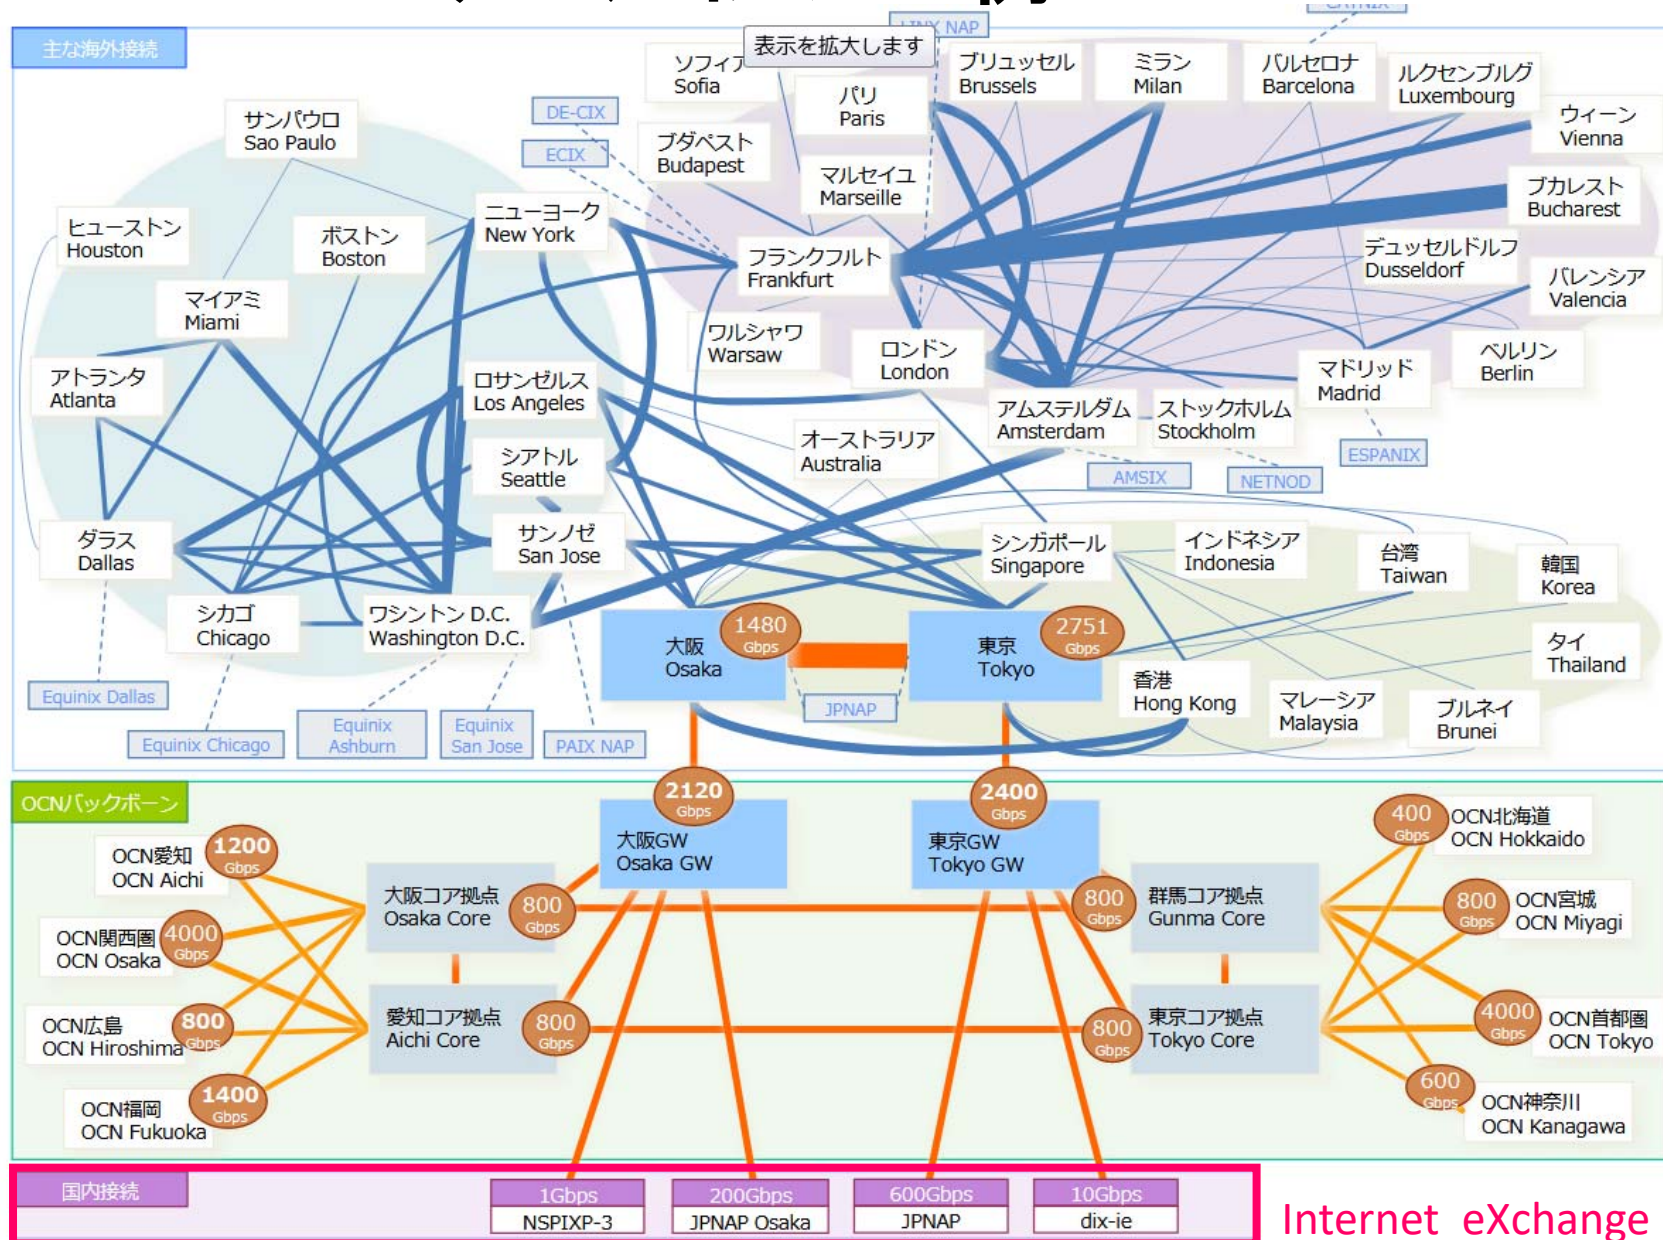 主な海外接続
表示を拡大します
LINX NAP
CATNIX
ソフィア
Sofia
パリ
Paris
ブリュッセル
Brussels
ミラン
Milan
バルセロナ
Barcelona
ルクセンブルグ
Luxembourg
ウィーン
Vienna
サンパウロ
Sao Paulo
DE-CIX
ECIX
ブダペスト
Budapest
マルセイユ
Marseille
ブカレスト
Bucharest
ヒューストン
Houston
ボストン
Boston
ニューヨーク
New York
フランクフルト
Frankfurt
デュッセルドルフ
Dusseldorf
バレンシア
Valencia
マイアミ
Miami
ワルシャワ
Warsaw
ロンドン
London
マドリッド
Madrid
ベルリン
Berlin
アトランタ
Atlanta
ロサンゼルス
Los Angeles
アムステルダム
Amsterdam
ストックホルム
Stockholm
オーストラリア
Australia
シアトル
Seattle
AMSIX
NETNOD
ESPANIX
ダラス
Dallas
サンノゼ
San Jose
シンガポール
Singapore
インドネシア
Indonesia
台湾
Taiwan
韓国
Korea
シカゴ
Chicago
ワシントン D.C.
Washington D.C.
大阪
Osaka
1480
Gbps
東京
Tokyo
2751
Gbps
タイ
Thailand
香港
Hong Kong
マレーシア
Malaysia
ブルネイ
Brunei
JPNAP
Equinix Dallas
Equinix Chicago
Equinix
Ashburn
Equinix
San Jose
PAIX NAP
OCNバックボーン
2120
Gbps
大阪GW
Osaka GW
2400
Gbps
東京GW
Tokyo GW
OCN愛知
OCN Aichi
1200
Gbps
OCN関西圏
OCN Osaka
4000
Gbps
OCN広島
OCN Hiroshima
800
Gbps
OCN福岡
OCN Fukuoka
1400
Gbps
大阪コア拠点
Osaka Core
800
Gbps
愛知コア拠点
Aichi Core
800
Gbps
800
Gbps
群馬コア拠点
Gunma Core
800
Gbps
東京コア拠点
Tokyo Core
400
Gbps
OCN北海道
OCN Hokkaido
800
Gbps
OCN宮城
OCN Miyagi
4000
Gbps
OCN首都圏
OCN Tokyo
600
Gbps
OCN神奈川
OCN Kanagawa
国内接続
1Gbps
NSPIXP-3
200Gbps
JPNAP Osaka
600Gbps
JPNAP
10Gbps
dix-ie
Internet eXchange